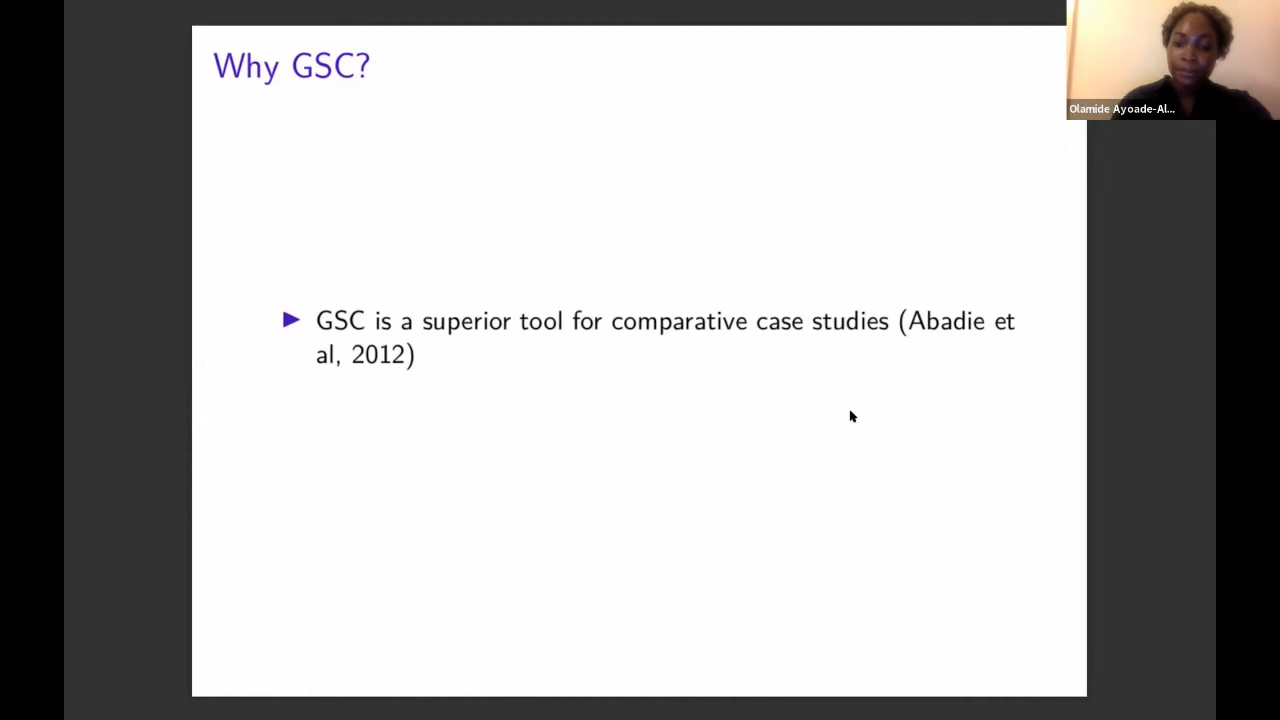 Why GSC?
Olamide Ayoade-Al...
▶ GSC is a superior tool for comparative case studies (Abadie et
al, 2012)